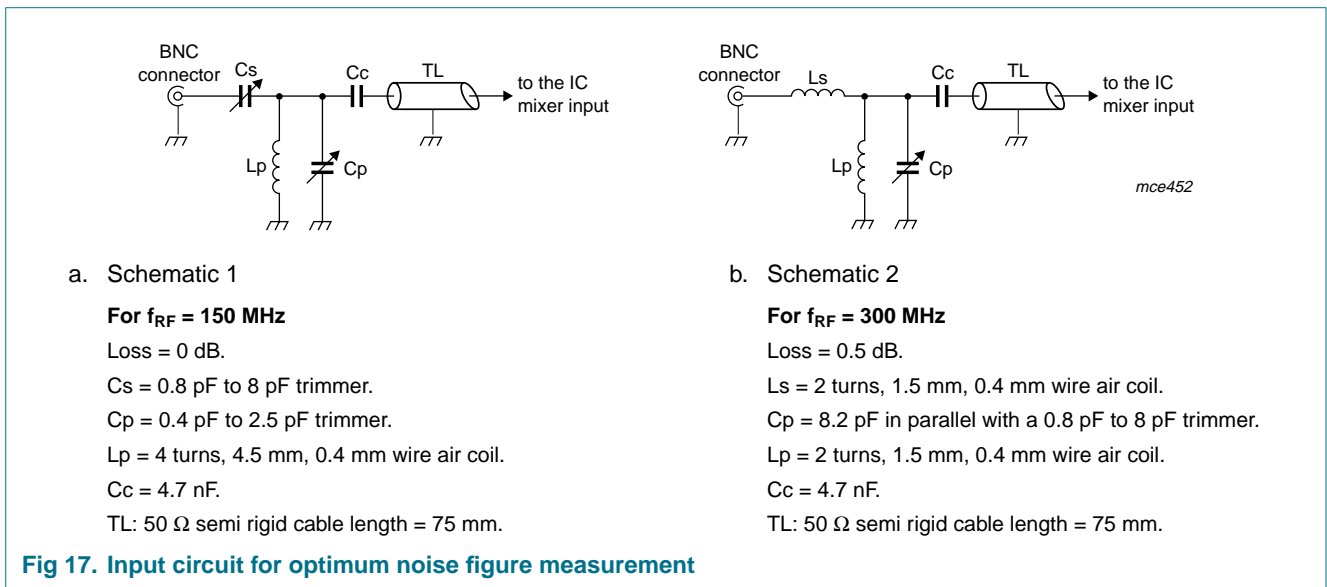 BNC
connector
Cs
Cc
TL
to the IC
mixer input
Lp
Cp
BNC
connector
Ls
Cc
TL
to the IC
mixer input
Lp
Cp
mce452
a. Schematic 1
For fRF = 150 MHz
Loss = 0 dB.
Cs = 0.8 pF to 8 pF trimmer.
Cp = 0.4 pF to 2.5 pF trimmer.
Lp = 4 turns, 4.5 mm, 0.4 mm wire air coil.
Cc = 4.7 nF.
TL: 50 Ω semi rigid cable length = 75 mm.
b. Schematic 2
For fRF = 300 MHz
Loss = 0.5 dB.
Ls = 2 turns, 1.5 mm, 0.4 mm wire air coil.
Cp = 8.2 pF in parallel with a 0.8 pF to 8 pF trimmer.
Lp = 2 turns, 1.5 mm, 0.4 mm wire air coil.
Cc = 4.7 nF.
TL: 50 Ω semi rigid cable length = 75 mm.
Fig 17. Input circuit for optimum noise figure measurement